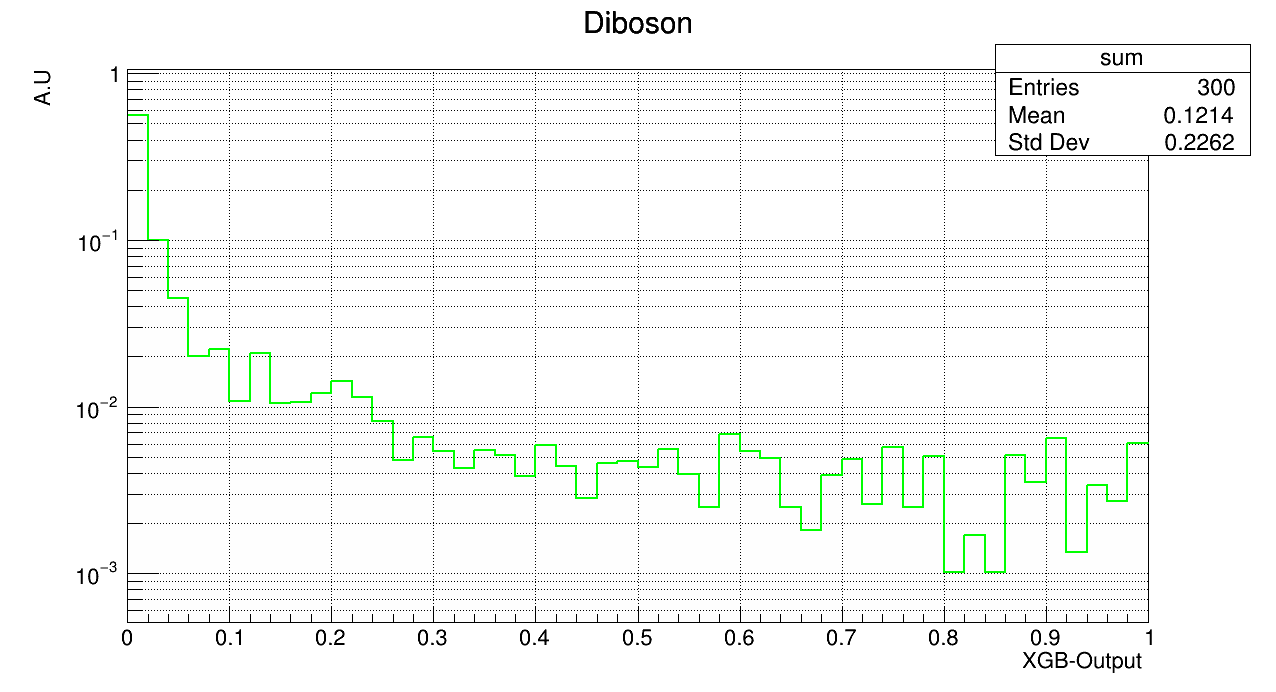 Diboson
A.U
sum
Entries 300
Mean 0.1214
Std Dev 0.2262
1
10⁻¹
10⁻²
10⁻³
0 0.1 0.2 0.3 0.4 0.5 0.6 0.7 0.8 0.9 1
XGB-Output